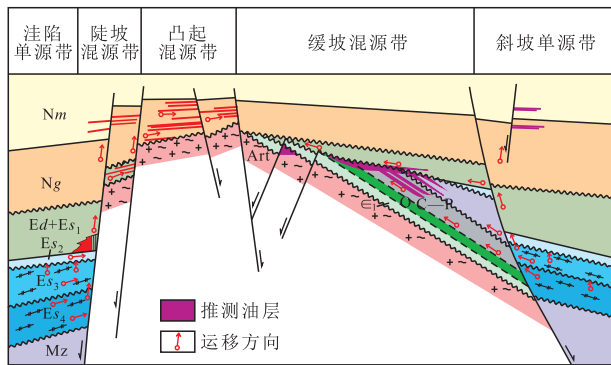 洼陷
单源带
陡坡
混源带
凸起
混源带
缓坡混源带
斜坡单源带
Nm
Ng
Art
Ed+Es₁
Es₂
Es₃
Es₄
Mz
∈
O
C—P
推测油层
运移方向